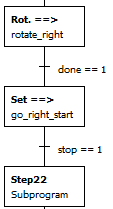 Rot. ==>
rotate_right
done == 1
Set ==>
go_right_start
stop == 1
Step22
Subprogram